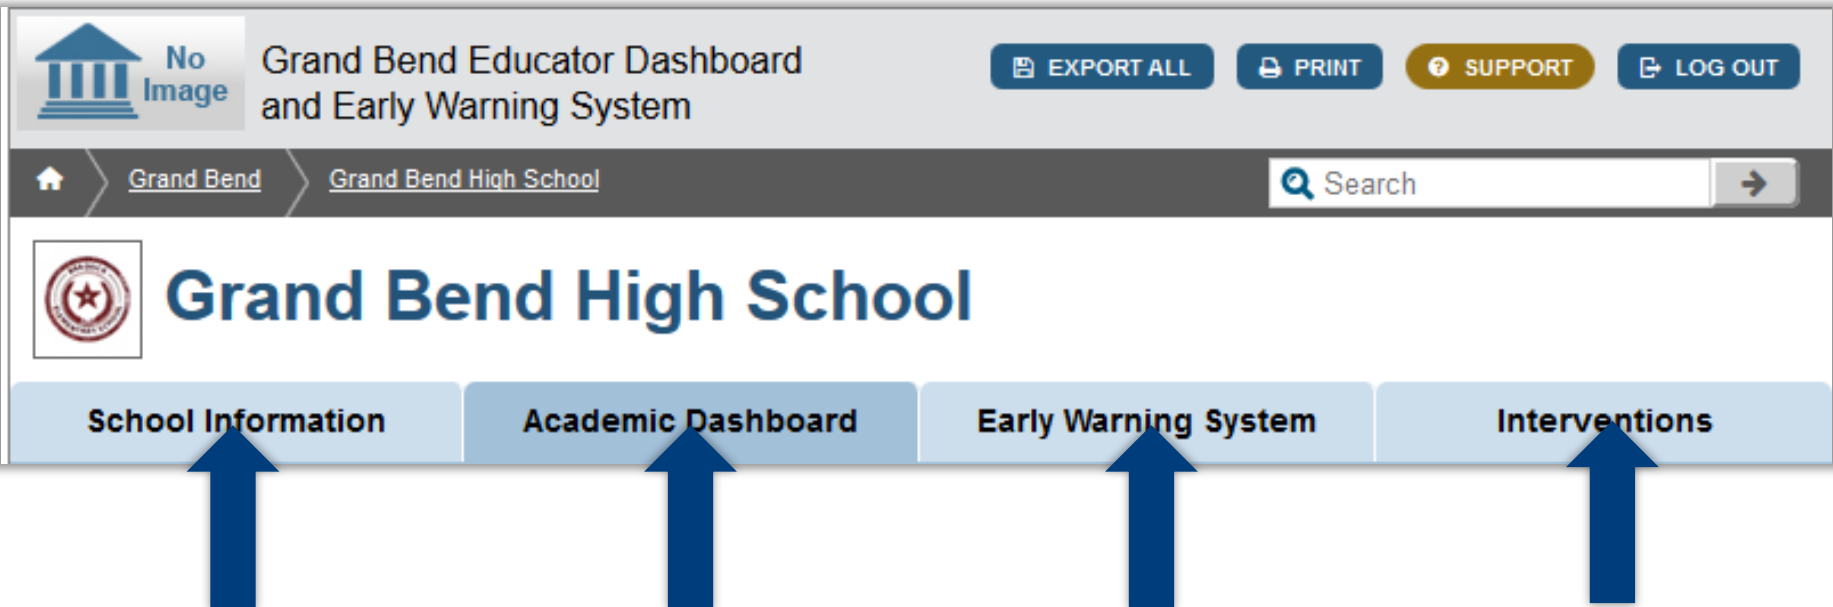 No
Image
Grand Bend Educator Dashboard
and Early Warning System
EXPORT ALL
PRINT
SUPPORT
LOG OUT
Grand Bend
Grand Bend High School
Search
Grand Bend High School
School Information
Academic Dashboard
Early Warning System
Interventions